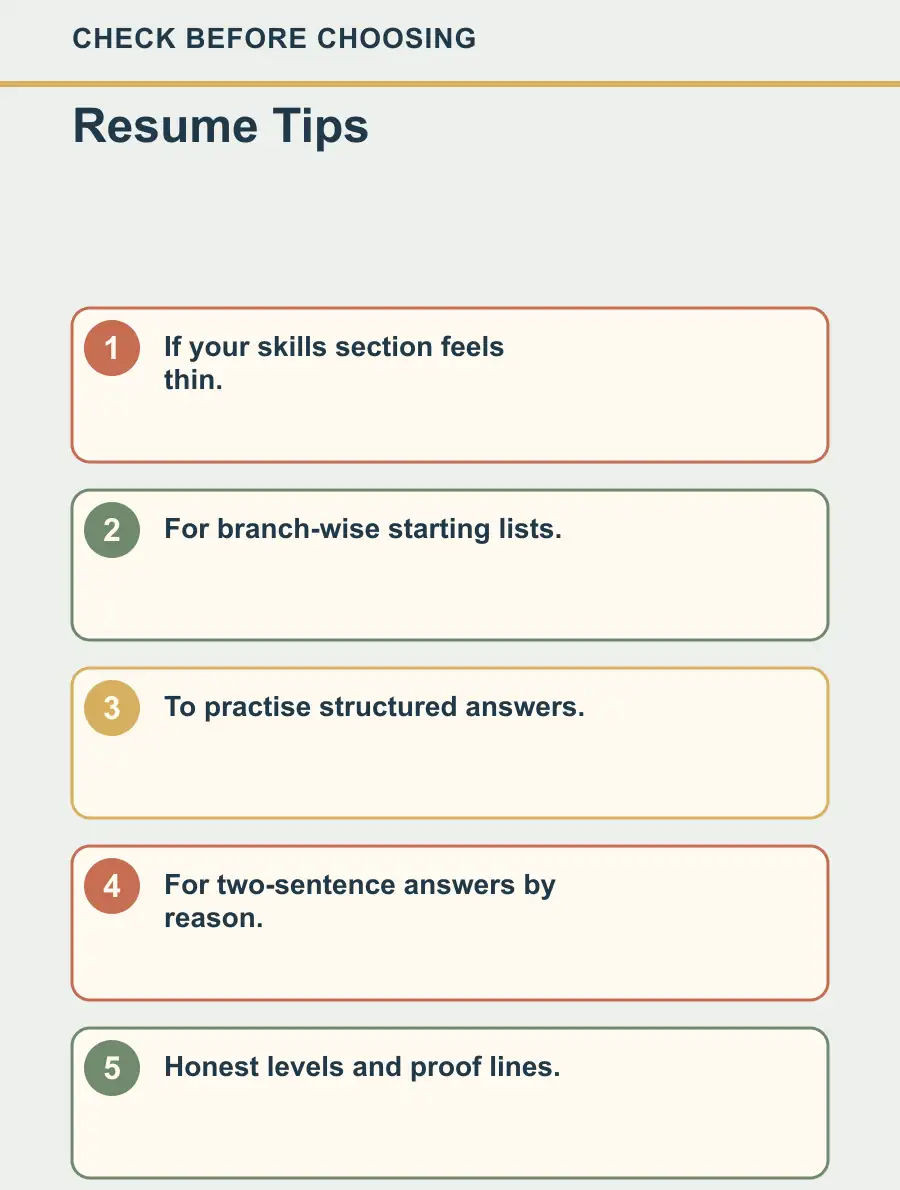 CHECK BEFORE CHOOSING
Resume Tips
1
If your skills section feels
thin.
2
For branch-wise starting lists.
3
To practise structured answers.
4
For two-sentence answers by
reason.
5
Honest levels and proof lines.